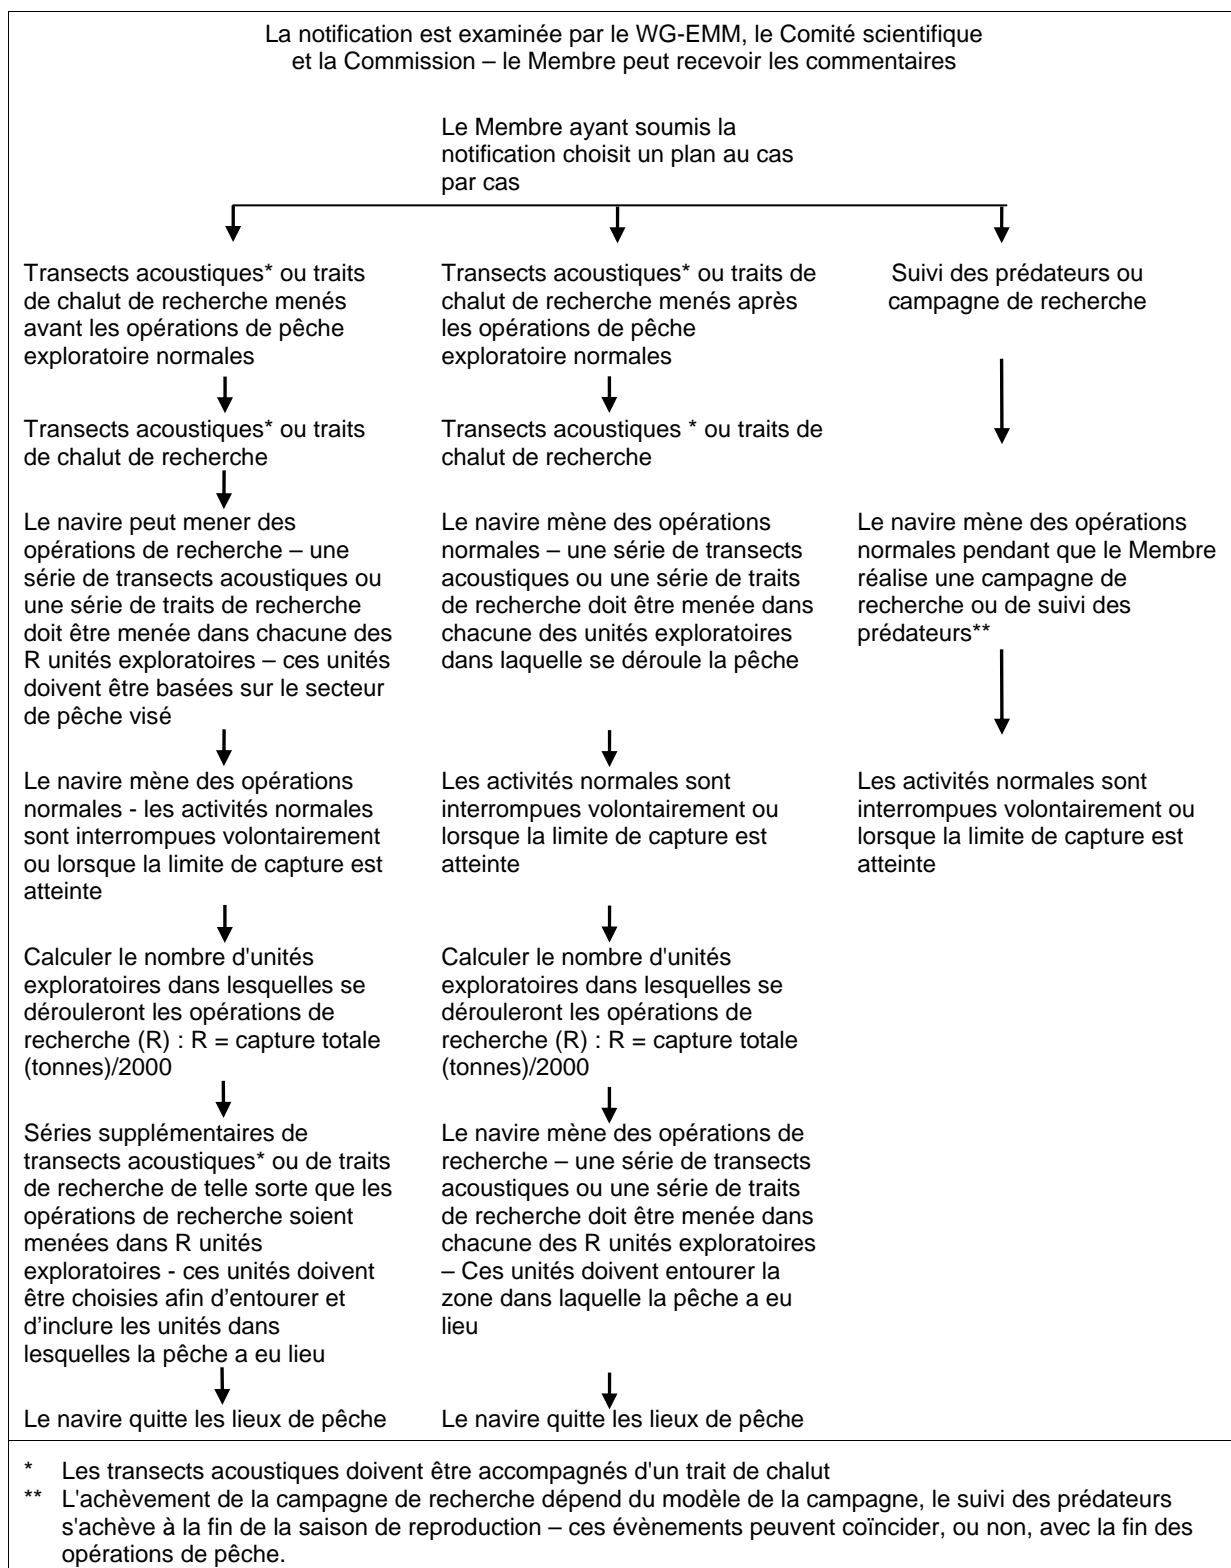 La notification est examinée par le WG-EMM, le Comité scientifique
et la Commission – le Membre peut recevoir les commentaires
Le Membre ayant soumis la
notification choisit un plan au cas
par cas
Transects acoustiques* ou traits
de chalut de recherche menés
avant les opérations de pêche
exploratoire normales
Transects acoustiques* ou traits
de chalut de recherche
Le navire peut mener des
opérations de recherche – une
série de transects acoustiques ou
une série de traits de recherche
doit être menée dans chacune des
R unités exploratoires – ces unités
doivent être basées sur le secteur
de pêche visé
Le navire mène des opérations
normales - les activités normales
sont interrompues volontairement
ou lorsque la limite de capture est
atteinte
Calculer le nombre d'unités
exploratoires dans lesquelles se
dérouleront les opérations de
recherche (R) : R = capture totale
(tonnes)/2000
Séries supplémentaires de
transects acoustiques* ou de traits
de recherche de telle sorte que les
opérations de recherche soient
menées dans R unités
exploratoires - ces unités doivent
être choisies afin d'entourer et
d'inclure les unités dans
lesquelles la pêche a eu lieu
Le navire quitte les lieux de pêche
Transects acoustiques* ou traits de
chalut de recherche menés après
les opérations de pêche
exploratoire normales
Transects acoustiques * ou traits de
chalut de recherche
Le navire mène des opérations
normales – une série de transects
acoustiques ou une série de traits
de recherche doit être menée dans
chacune des unités exploratoires
dans laquelle se déroule la pêche
Les activités normales sont
interrompues volontairement ou
lorsque la limite de capture est
atteinte
Calculer le nombre d'unités
exploratoires dans lesquelles se
dérouleront les opérations de
recherche (R) : R = capture totale
(tonnes)/2000
Le navire mène des opérations de
recherche – une série de transects
acoustiques ou une série de traits
de recherche doit être menée dans
chacune des R unités exploratoires
– Ces unités doivent entourer la
zone dans laquelle la pêche a eu
lieu
Le navire quitte les lieux de pêche
Suivi des prédateurs ou
campagne de recherche
Le navire mène des opérations
normales pendant que le Membre
réalise une campagne de
recherche ou de suivi des
prédateurs**
Les activités normales sont
interrompues volontairement ou
lorsque la limite de capture est
atteinte
* Les transects acoustiques doivent être accompagnés d'un trait de chalut
** L'achèvement de la campagne de recherche dépend du modèle de la campagne, le suivi des prédateurs
s'achève à la fin de la saison de reproduction – ces évènements peuvent coïncider, ou non, avec la fin des
opérations de pêche.